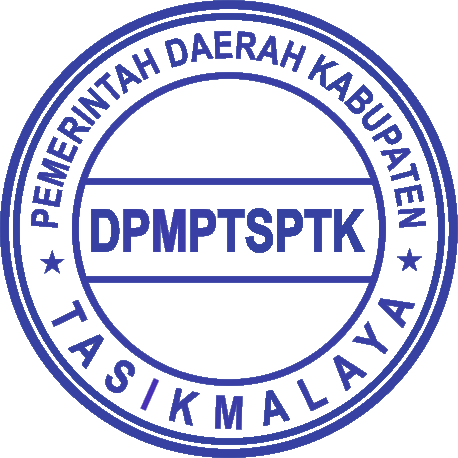 PEMERINTAH DAERAH KABUPATEN
DPMPTSPTK
TASIKMALAYA